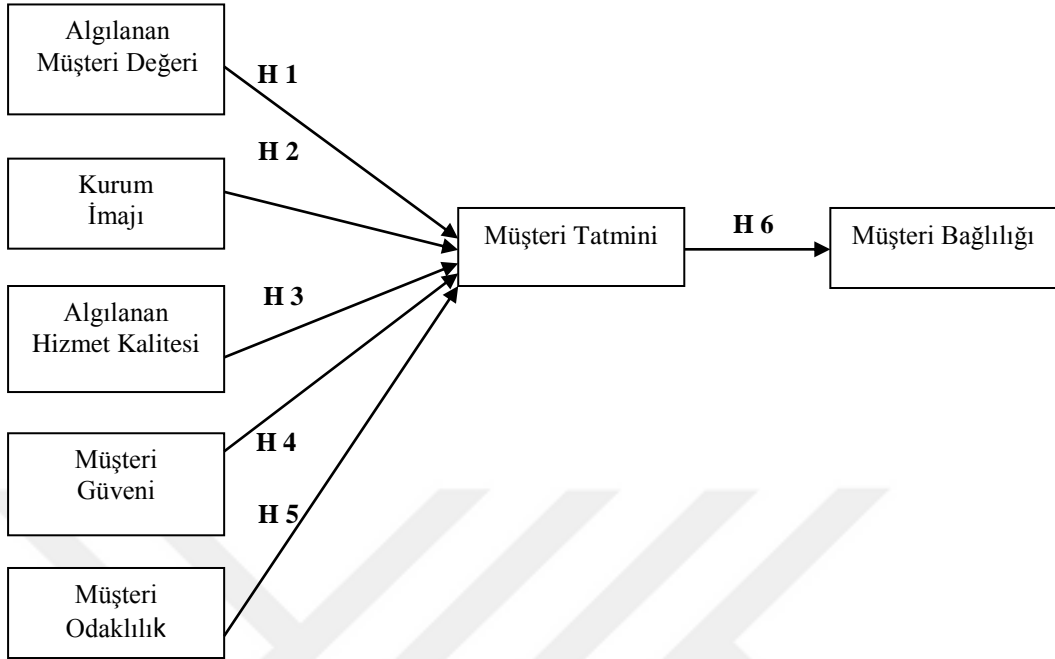 Algılanan
Müşteri Değeri
H 1
H 2
Kurum
İmajı
Müşteri Tatmini
H 6
Müşteri Bağlılığı
Algılanan
Hizmet Kalitesi
H 3
Müşteri
Güveni
H 4
H 5
Müşteri
Odaklılık